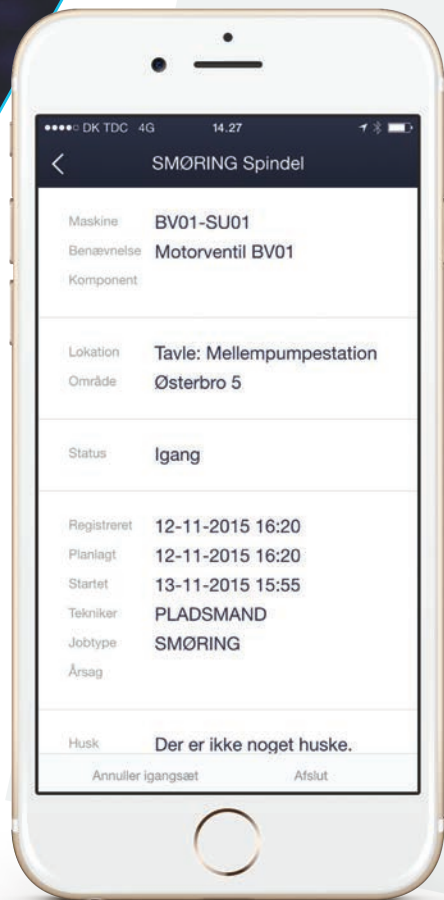 DK TDC 4G 14.27
SMØRING Spindel
Maskine BV01-SU01
Benævnelse Motorventil BV01
Komponent
Lokation Tavle: Mellempumpestation
Område Østerbro 5
Status Igang
Registreret 12-11-2015 16:20
Planlagt 12-11-2015 16:20
Startet 13-11-2015 15:55
Tekniker PLADSMAND
Jobtype SMØRING
Årsag
Husk Der er ikke noget huske.
Annuller igangsæt Afslut